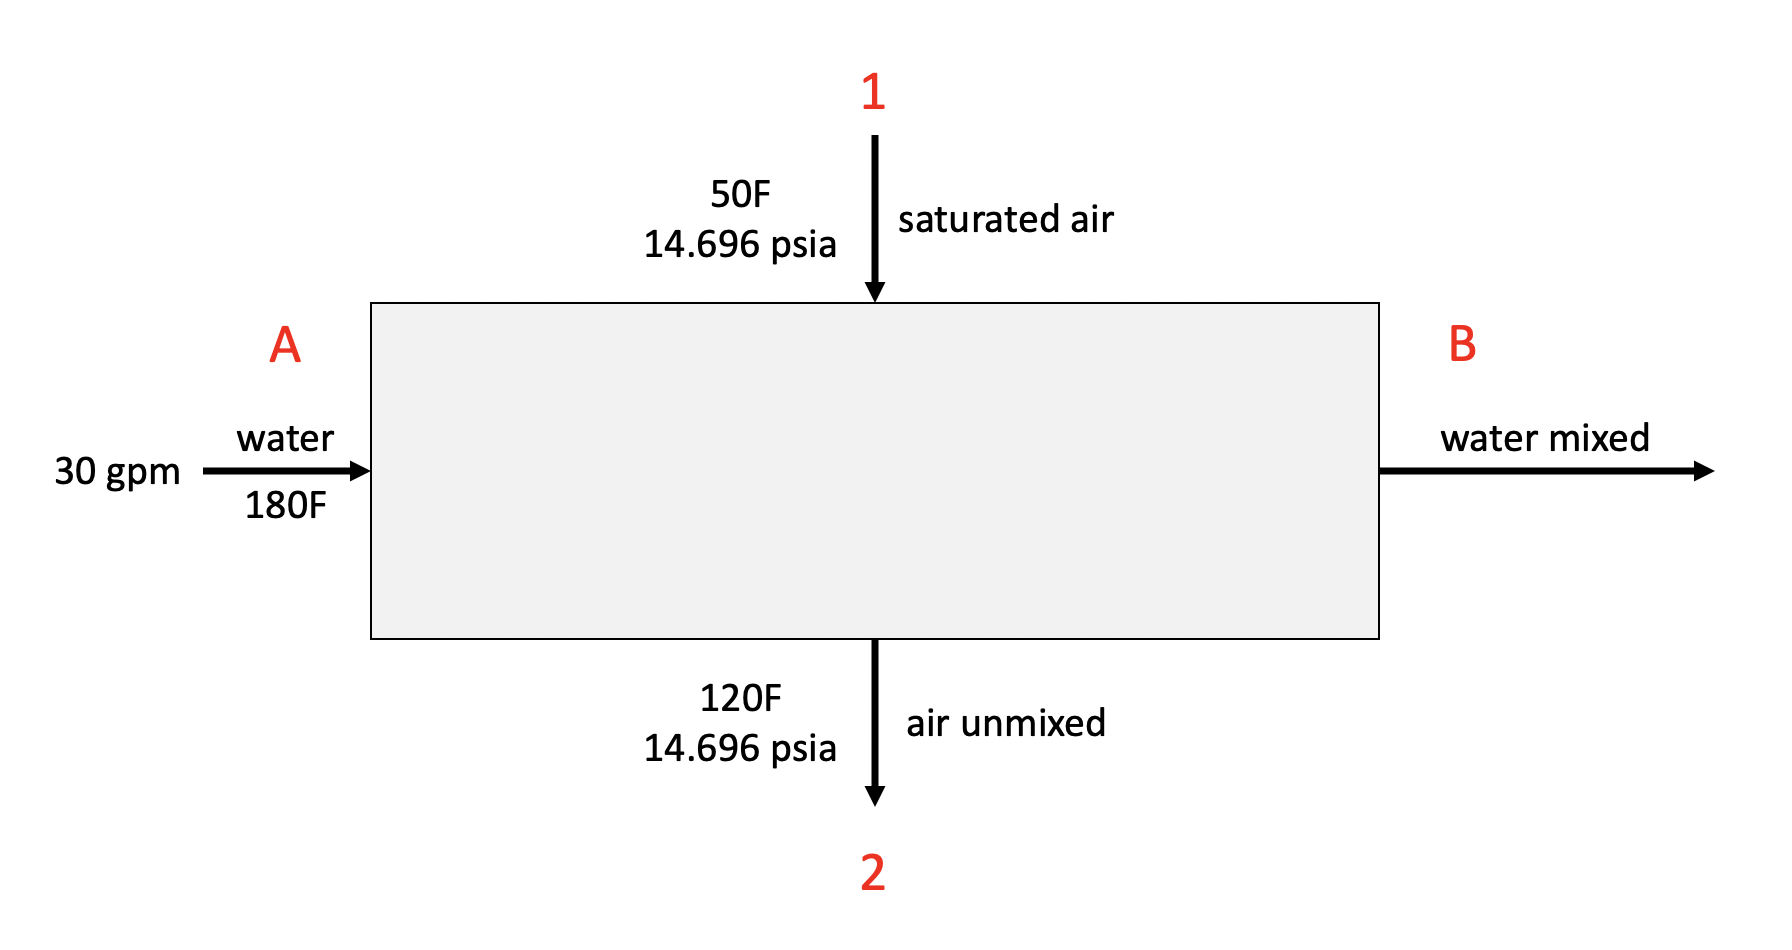 1
50F
14.696 psia
saturated air
A
B
water
water mixed
30 gpm
180F
120F
14.696 psia
air unmixed
2